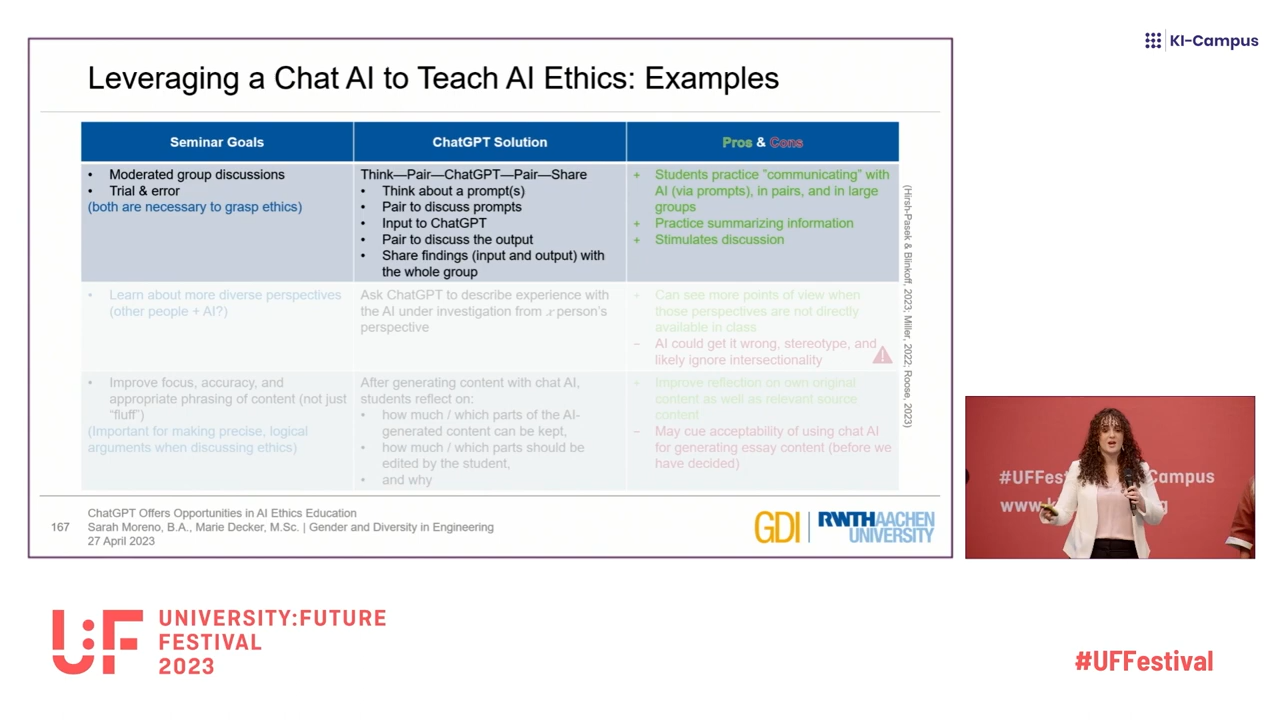 KI-Campus
Leveraging a Chat AI to Teach AI Ethics: Examples
Seminar Goals
ChatGPT Solution
Pros & Cons
• Moderated group discussions
• Trial & error
(both are necessary to grasp ethics)
Think—Pair—ChatGPT—Pair—Share
• Think about a prompt(s)
• Pair to discuss prompts
• Input to ChatGPT
• Pair to discuss the output
• Share findings (input and output) with
the whole group
+ Students practice "communicating" with
AI (via prompts), in pairs, and in large
groups
+ Practice summarizing information
+ Stimulates discussion
• Learn about more diverse perspectives
(other people + AI?)
Ask ChatGPT to describe experience with
the AI under investigation from x person's
perspective
+ Can see more points of view when
those perspectives are not directly
available in class
− AI could get it wrong, stereotype, and
likely ignore intersectionality
• Improve focus, accuracy, and
appropriate phrasing of content (not just
"fluff")
(Important for making precise, logical
arguments when discussing ethics)
After generating content with chat AI,
students reflect on:
• how much / which parts of the AI-
generated content can be kept,
• how much / which parts should be
edited by the student,
• and why
+ Improve reflection on own original
content as well as relevant source
content
− May cue acceptability of using chat AI
for generating essay content (before we
have decided)
(Hirsh-Pasek & Blinkoff, 2023; Miller, 2022; Roose, 2023)
167
ChatGPT Offers Opportunities in AI Ethics Education
Sarah Moreno, B.A., Marie Decker, M.Sc. | Gender and Diversity in Engineering
27 April 2023
GDI
RWTHAACHEN
UNIVERSITY
#UFFes
Campus
www.k
g
U:F
UNIVERSITY:FUTURE
FESTIVAL
2023
#UFFestival